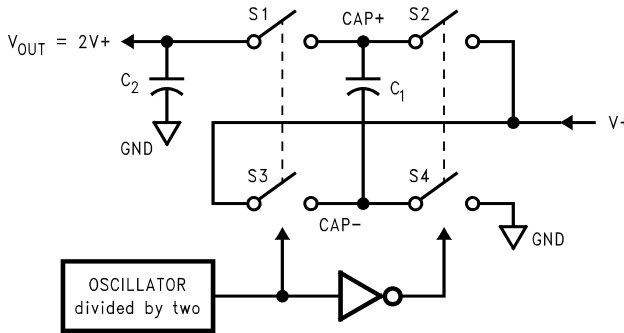 S1
CAP+
S2
VOUT = 2V+
C2
C1
GND
V+
S3
S4
CAP−
GND
OSCILLATOR
divided by two